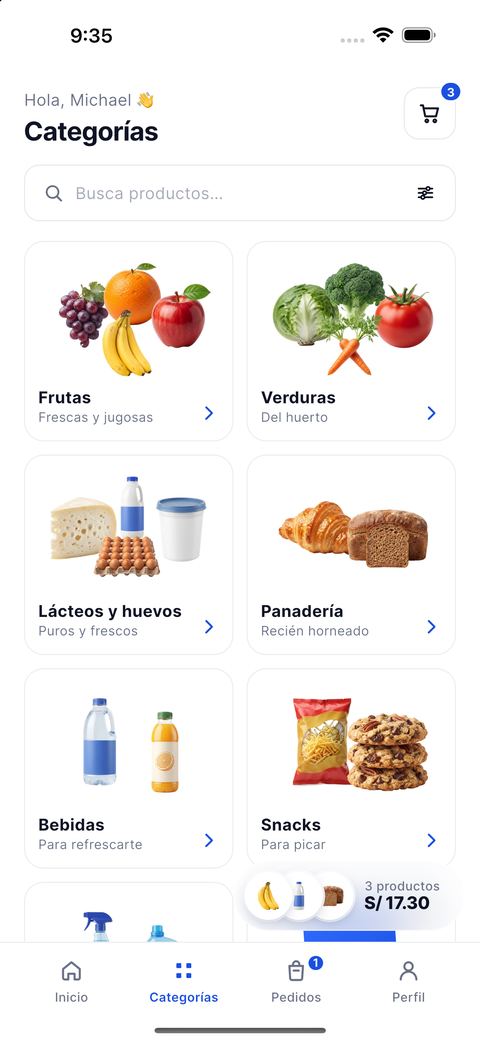 9:35
Hola, Michael 👋
3
Categorías
Busca productos...
Frutas
Frescas y jugosas
Verduras
Del huerto
Lácteos y huevos
Puros y frescos
Panadería
Recién horneado
Bebidas
Para refrescarte
Snacks
Para picar
3 productos
S/ 17.30
1
Inicio
Categorías
Pedidos
Perfil